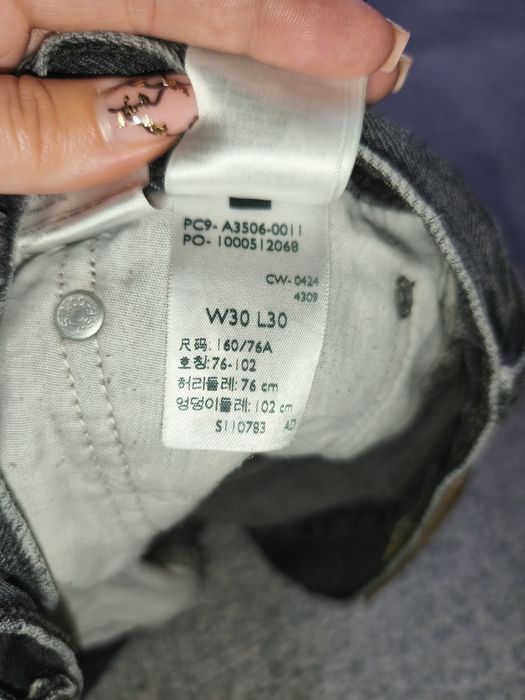 PC9- A3506-0011
PO- 1000512068
CW- 0424
4309
W30 L30
尺码: 160/76A
호칭:76-102
허리둘레: 76 cm
엉덩이둘레: 102 cm
S110783 AD